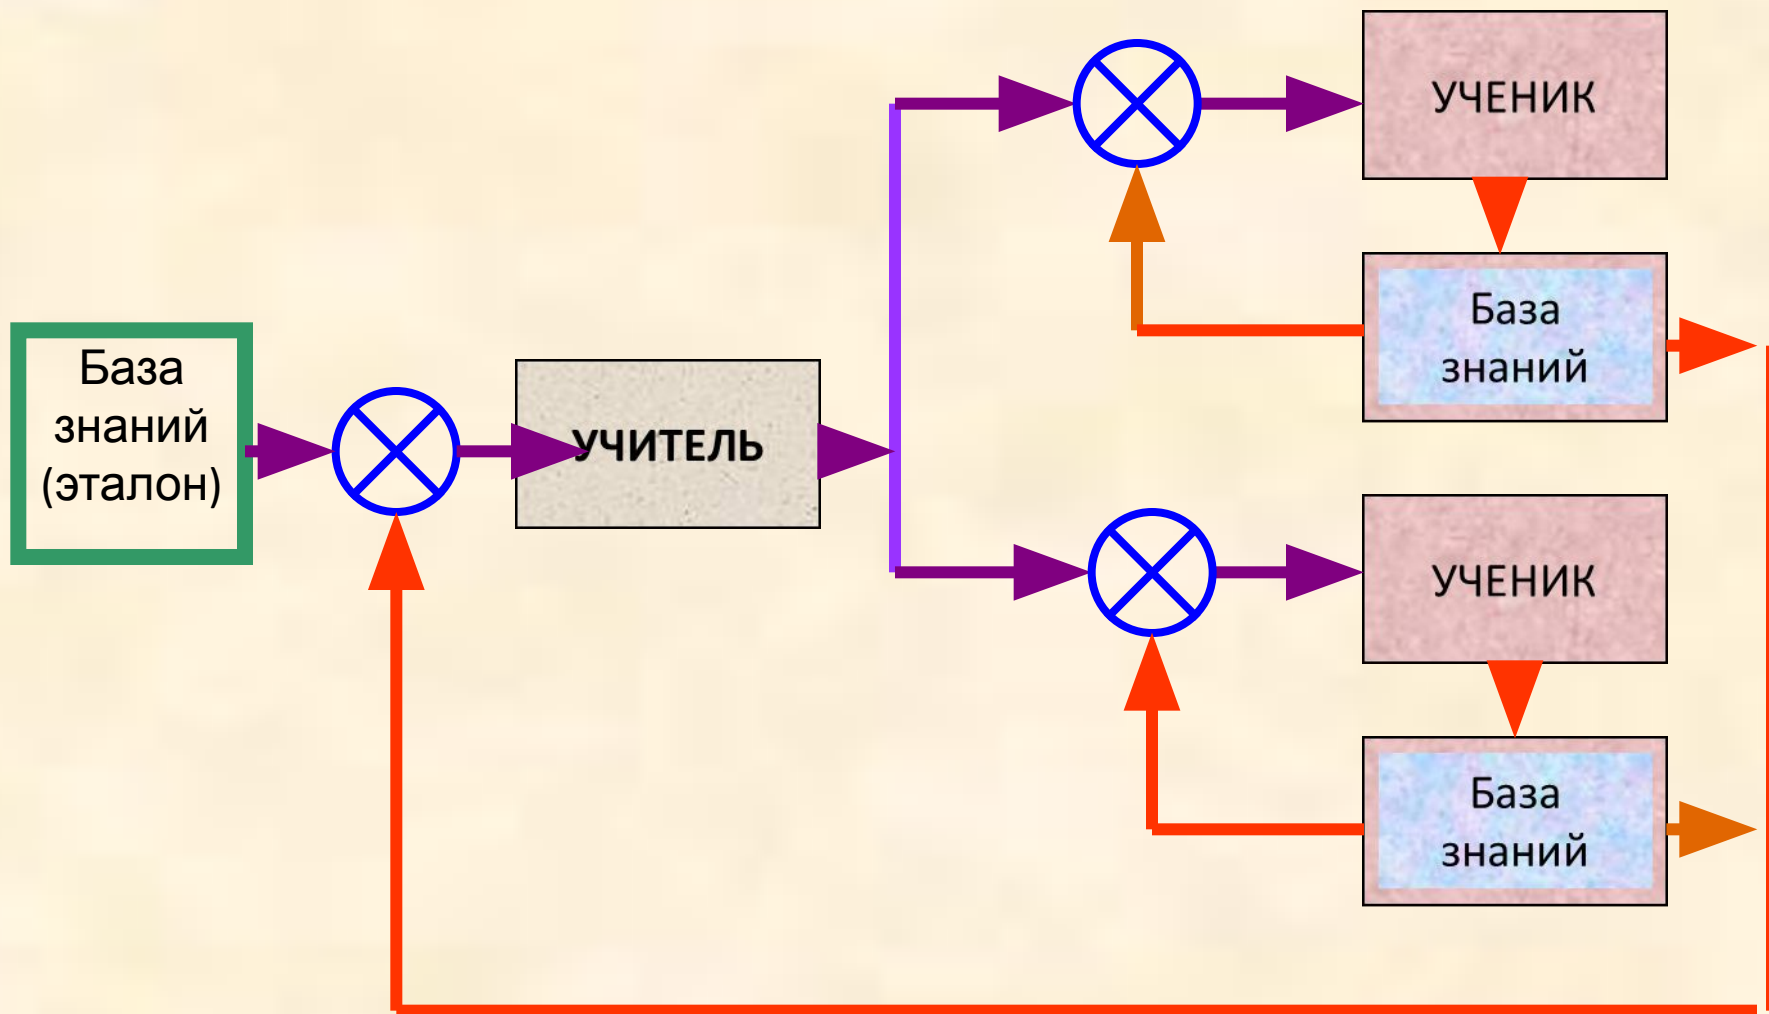 База
знаний
(эталон)
УЧИТЕЛЬ
УЧЕНИК
База
знаний
УЧЕНИК
База
знаний